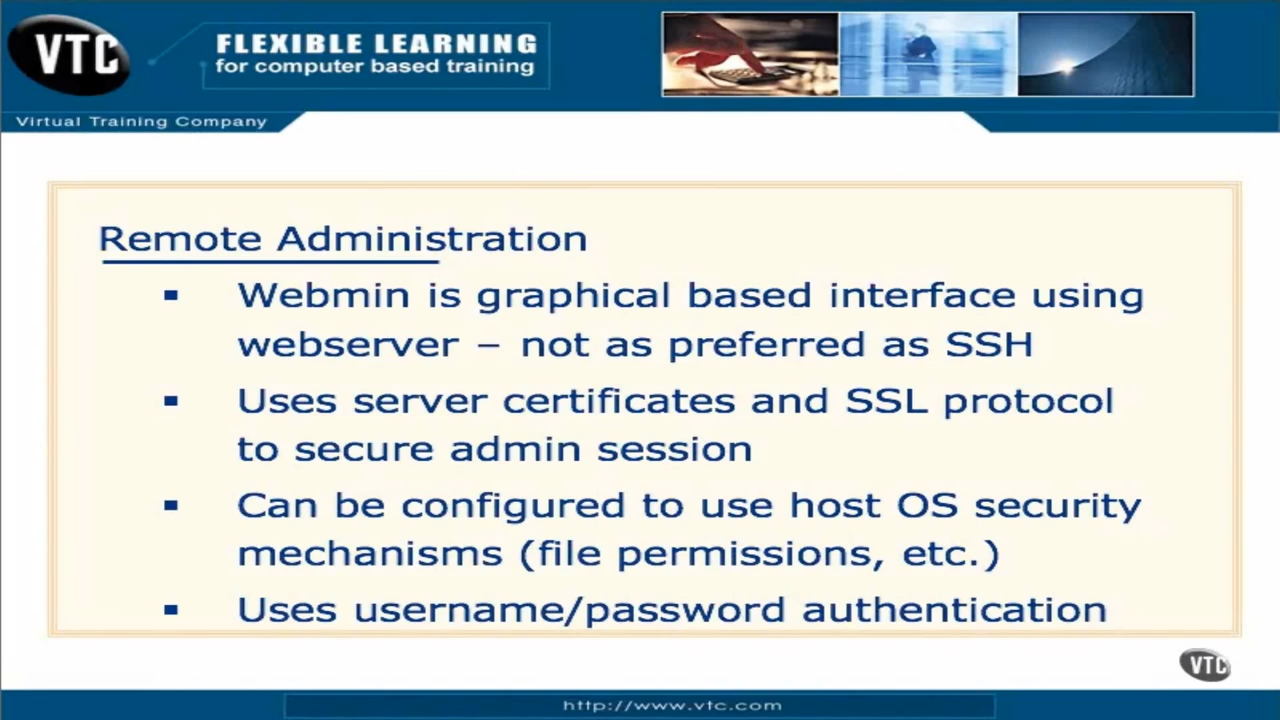 VTC
FLEXIBLE LEARNING
for computer based training
Virtual Training Company
Remote Administration
▪ Webmin is graphical based interface using
webserver – not as preferred as SSH
▪ Uses server certificates and SSL protocol
to secure admin session
▪ Can be configured to use host OS security
mechanisms (file permissions, etc.)
▪ Uses username/password authentication
VTC
http://www.vtc.com